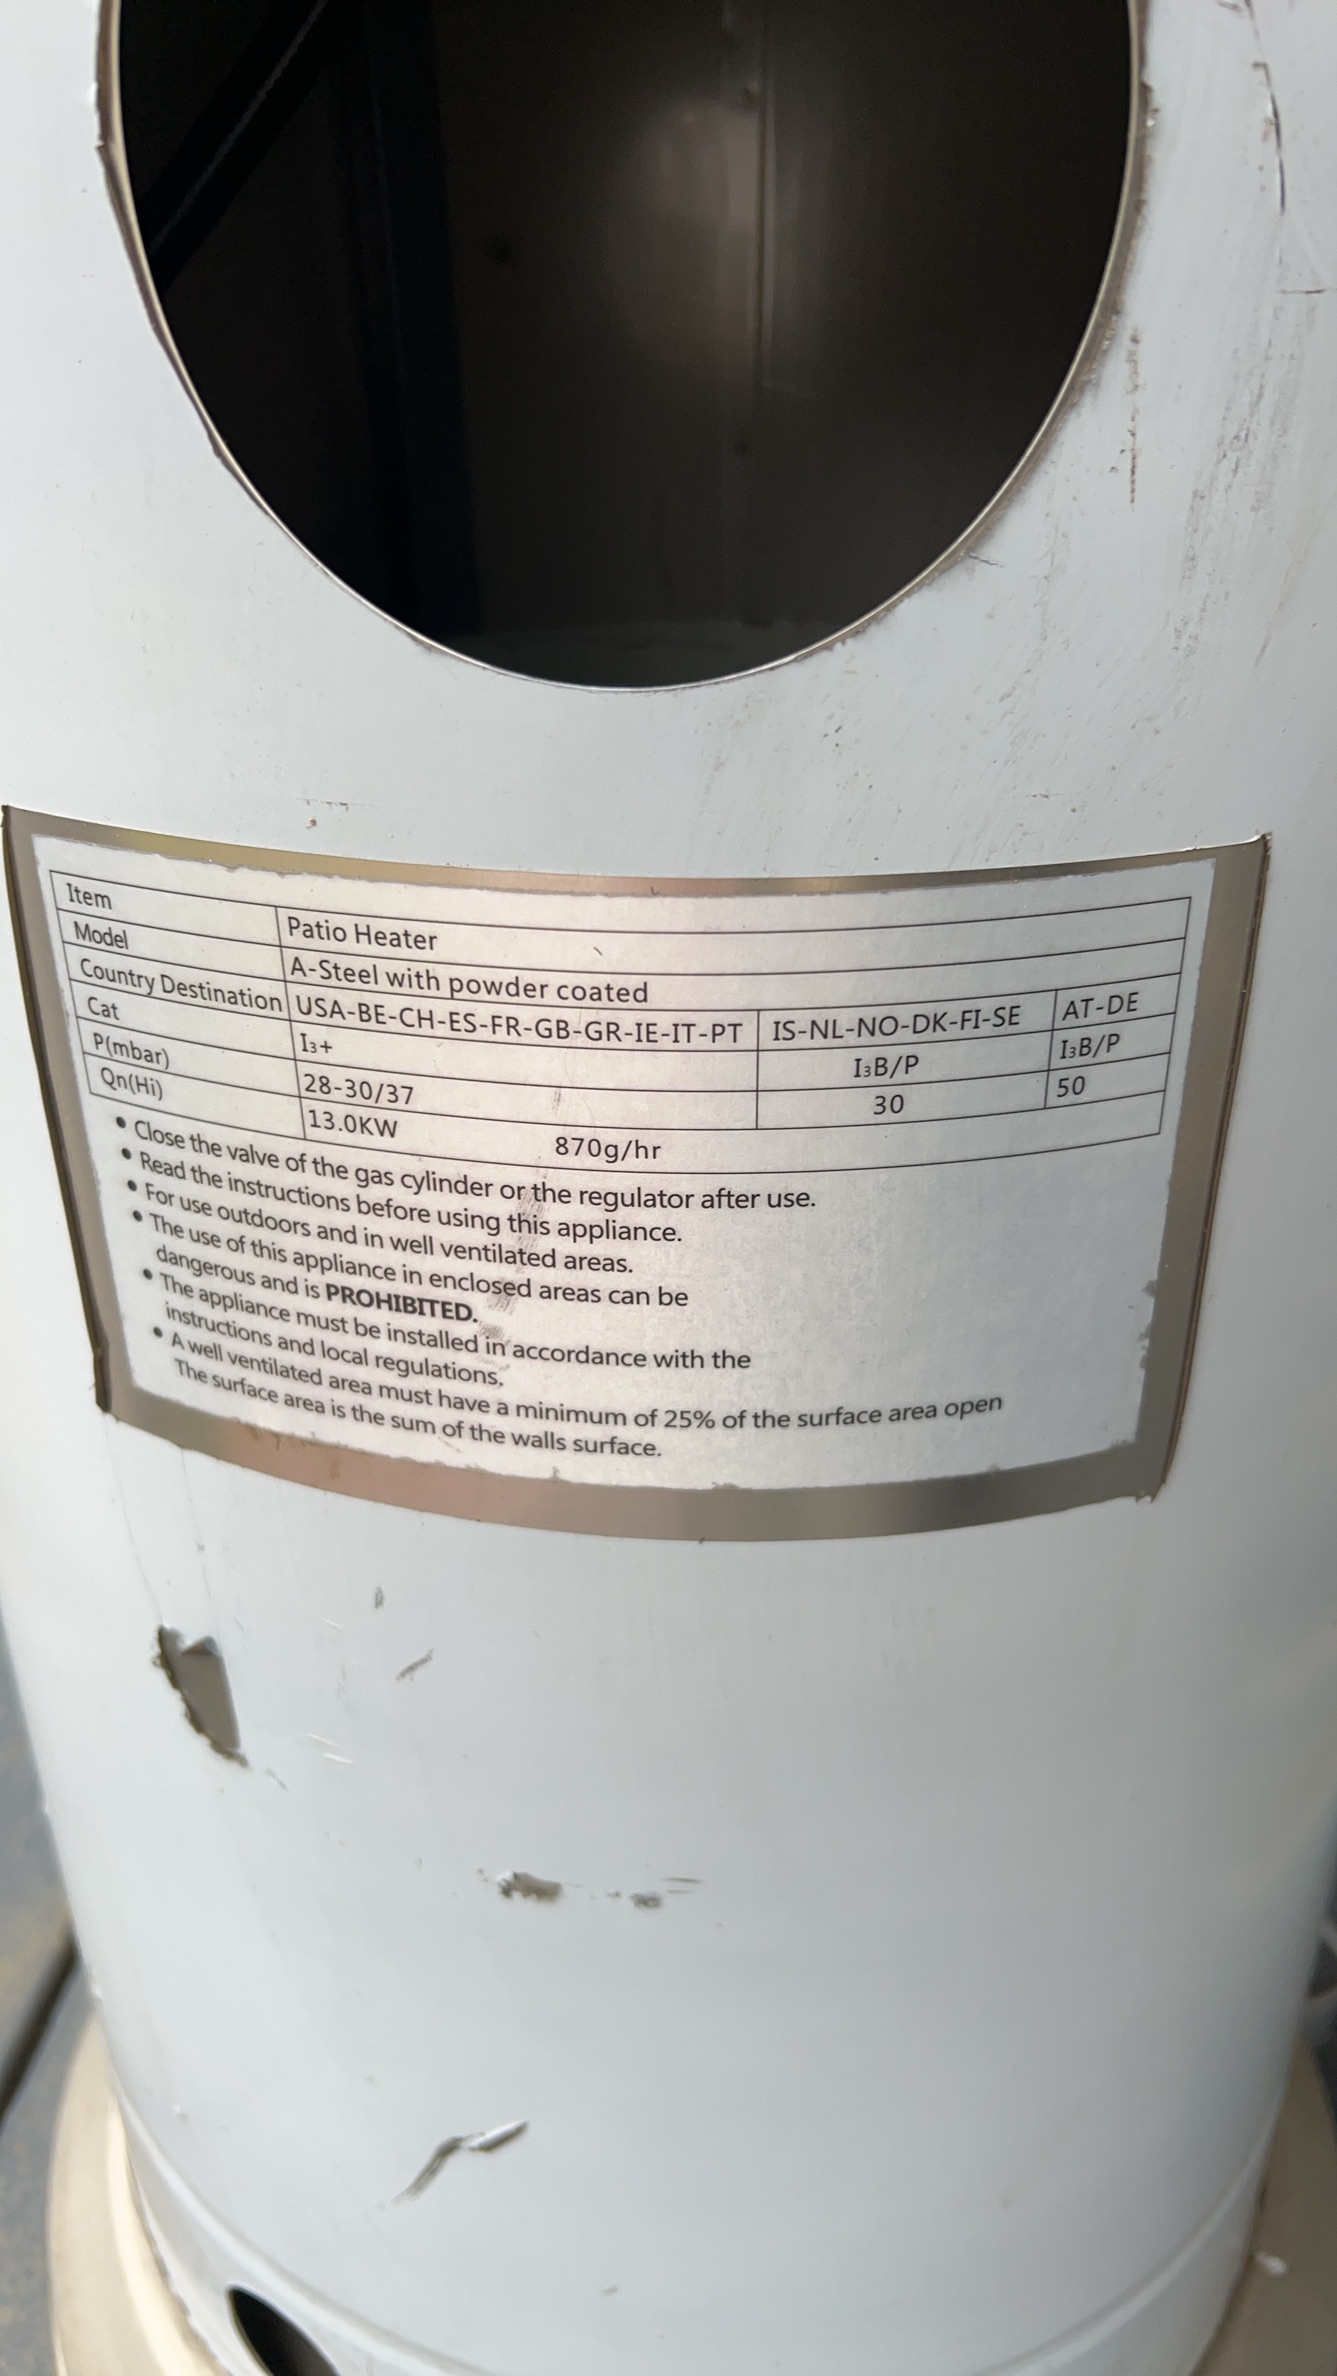 Item Patio Heater
Model A-Steel with powder coated
Country Destination USA-BE-CH-ES-FR-GB-GR-IE-IT-PT IS-NL-NO-DK-FI-SE AT-DE
Cat I₃+ I₃B/P I₃B/P
P(mbar) 28-30/37 30 50
Qn(Hi) 13.0KW 870g/hr
• Close the valve of the gas cylinder or the regulator after use.
• Read the instructions before using this appliance.
• For use outdoors and in well ventilated areas.
• The use of this appliance in enclosed areas can be
dangerous and is PROHIBITED.
• The appliance must be installed in accordance with the
instructions and local regulations.
• A well ventilated area must have a minimum of 25% of the surface area open
The surface area is the sum of the walls surface.